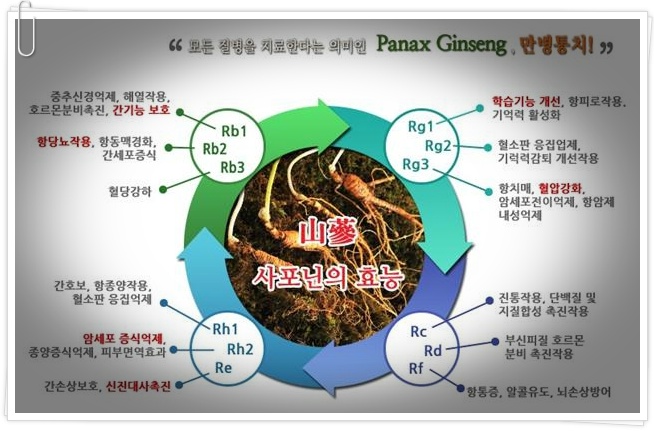 “ 모든 질병을 치료한다는 의미인 Panax Ginseng , 만병통치! ”
중추신경억제, 해열작용,
호르몬분비촉진, 간기능 보호
항당뇨작용, 항동맥경화,
간세포증식
혈당강하
Rb1
Rb2
Rb3
Rg1
Rg2
Rg3
학습기능 개선, 항피로작용,
기억력 활성화
혈소판 응집업제,
기력력감퇴 개선작용
항치매, 혈압강화,
암세포전이억제, 항암제
내성억제
山蔘
사포닌의 효능
간호보, 항종양작용,
혈소판 응집억제
암세포 증식억제,
종양증식억제, 피부면역효과
간손상보호, 신진대사촉진
Rh1
Rh2
Re
Rc
Rd
Rf
진통작용, 단백질 및
지질합성 촉진작용
부신피질 호르몬
분비 촉진작용
항통증, 알콜유도, 뇌손상방어